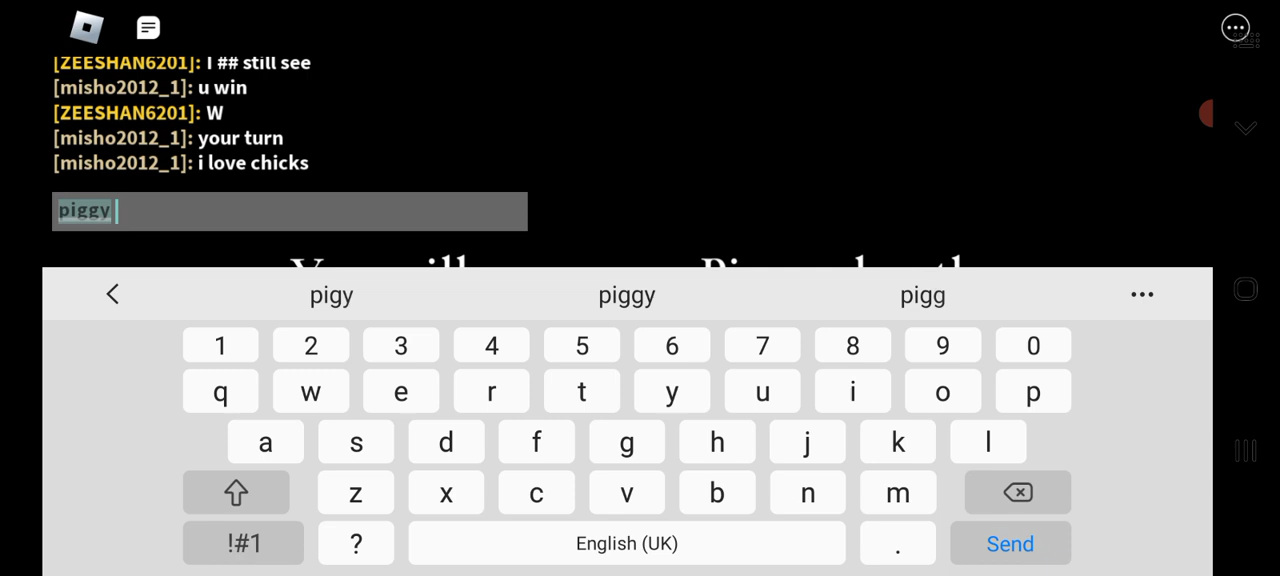 [ZEESHAN6201]: I ## still see
[misho2012_1]: u win
[ZEESHAN6201]: W
[misho2012_1]: your turn
[misho2012_1]: i love chicks
piggy
pigy piggy pigg
1 2 3 4 5 6 7 8 9 0
q w e r t y u i o p
a s d f g h j k l
z x c v b n m
!#1 ? English (UK) . Send